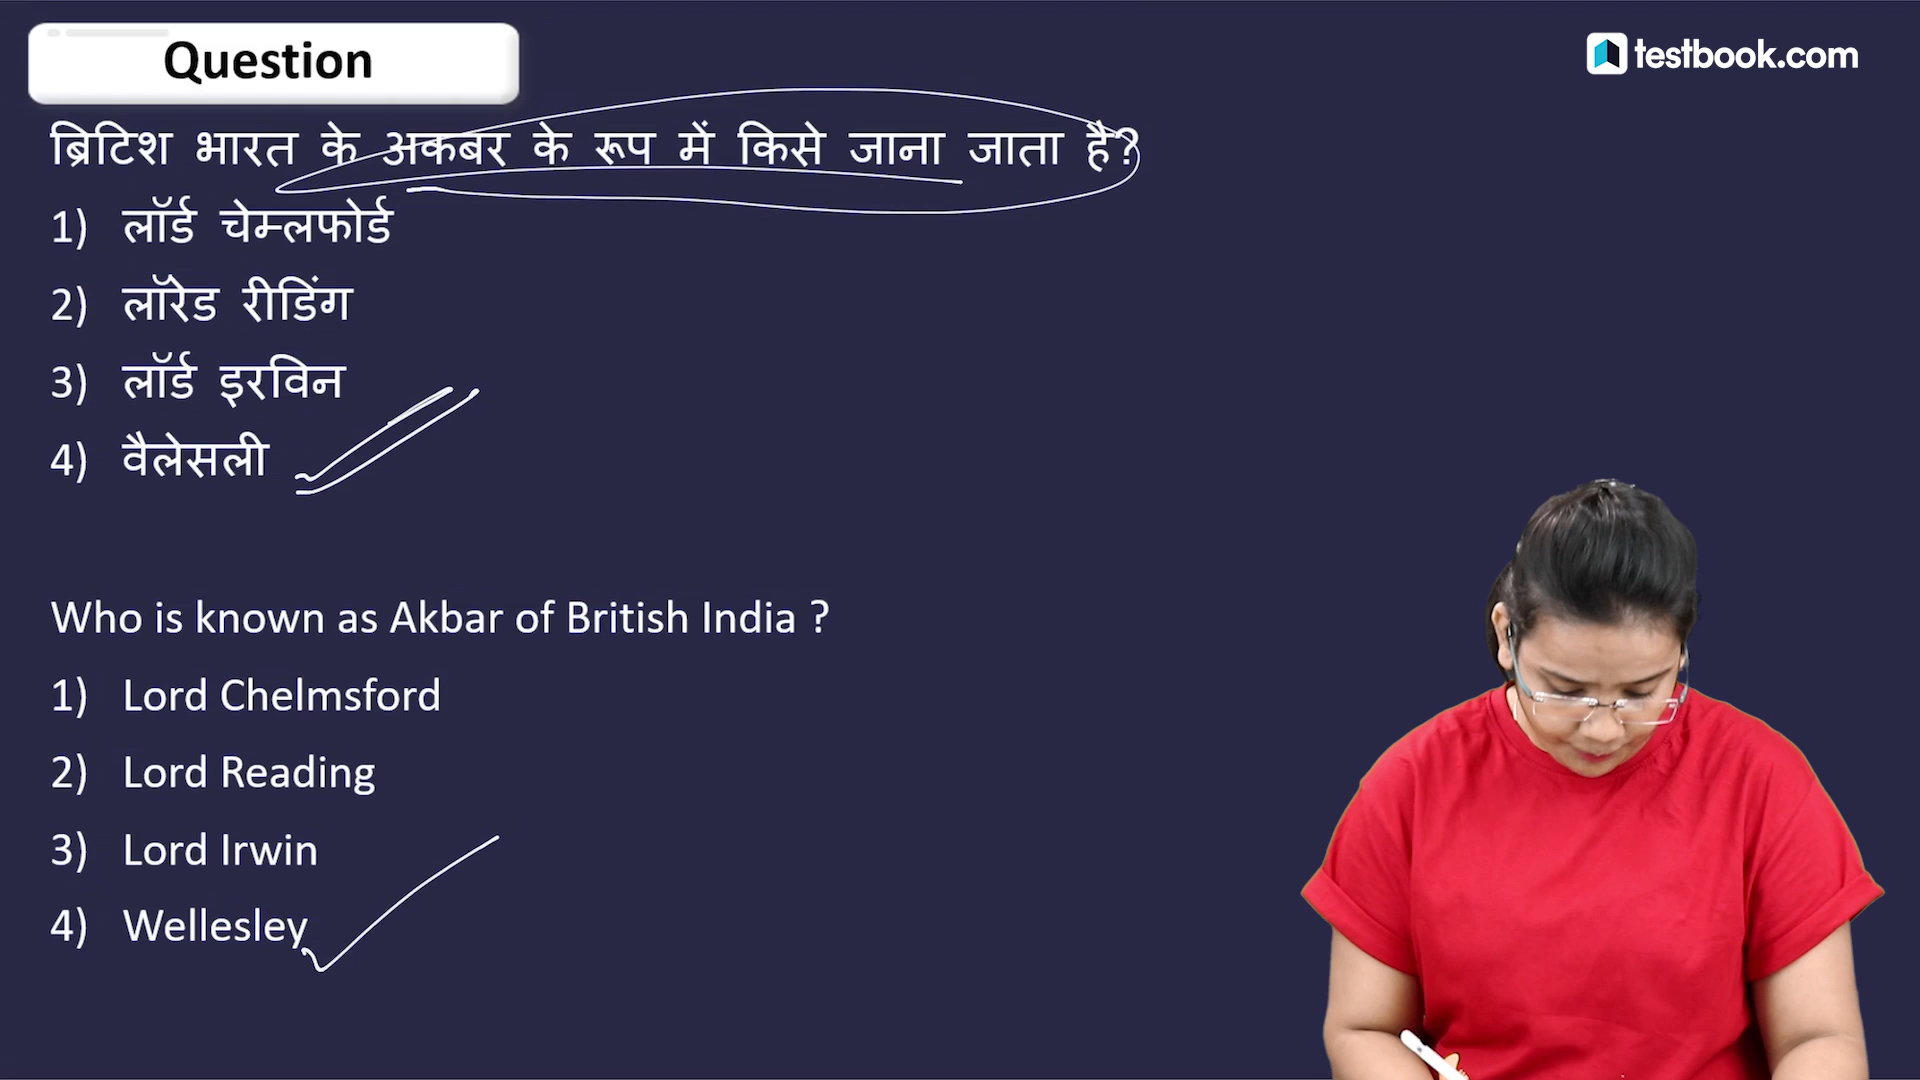 Question
testbook.com
ब्रिटिश भारत के अकबर के रूप में किसे जाना जाता है?
1) लॉर्ड चेम्लफोर्ड
2) लॉरेड रीडिंग
3) लॉर्ड इरविन
4) वैलेसली
Who is known as Akbar of British India ?
1) Lord Chelmsford
2) Lord Reading
3) Lord Irwin
4) Wellesley